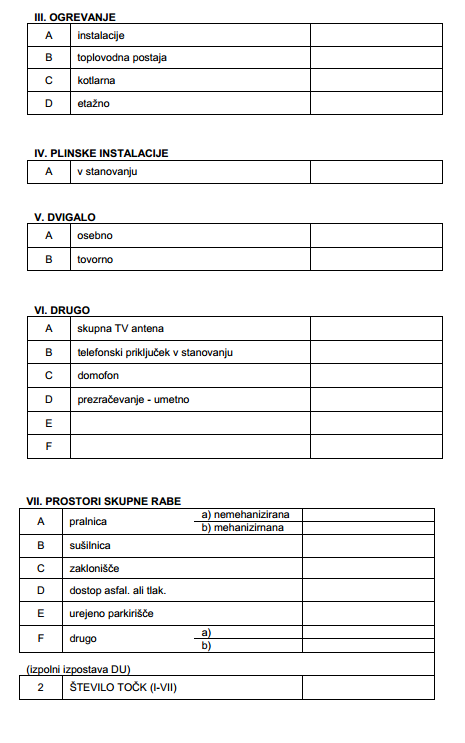 III. OGREVANJE
A instalacije
B toplovodna postaja
C kotlarna
D etažno
IV. PLINSKE INSTALACIJE
A v stanovanju
V. DVIGALO
A osebno
B tovorno
VI. DRUGO
A skupna TV antena
B telefonski priključek v stanovanju
C domofon
D prezračevanje - umetno
E
F
VII. PROSTORI SKUPNE RABE
A pralnica a) nemehanizirana
b) mehanizirnana
B sušilnica
C zaklonišče
D dostop asfal. ali tlak.
E urejeno parkirišče
F drugo a)
b)
(izpolni izpostava DU)
2 ŠTEVILO TOČK (I-VII)